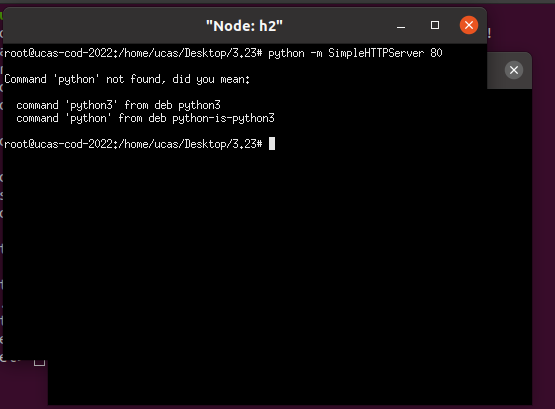 "Node: h2"
root@ucas-cod-2022:/home/ucas/Desktop/3.23# python -m SimpleHTTPServer 80
Command 'python' not found, did you mean:
command 'python3' from deb python3
command 'python' from deb python-is-python3
root@ucas-cod-2022:/home/ucas/Desktop/3.23#